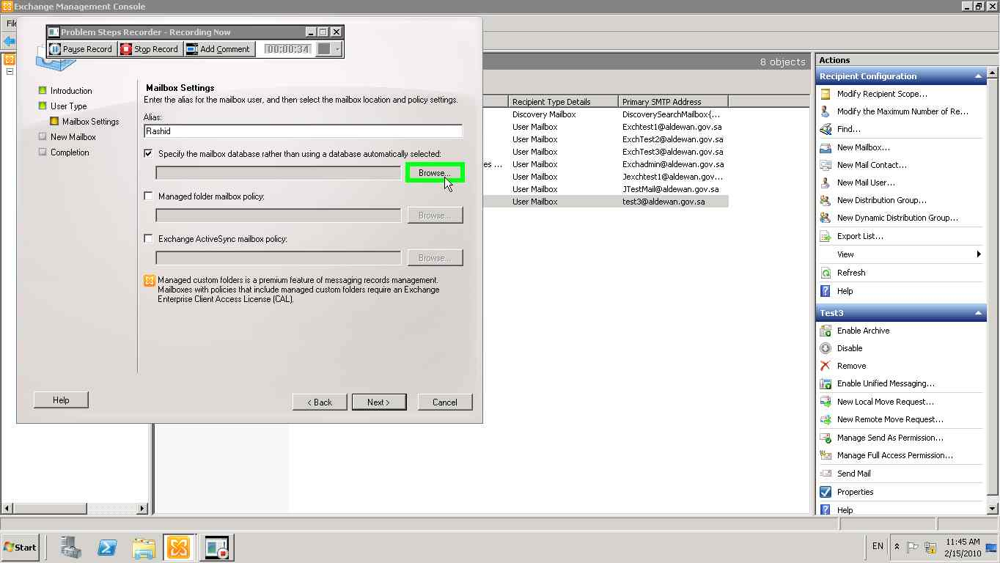 Exchange Management Console
File
Problem Steps Recorder - Recording Now
Pause Record
Stop Record
Add Comment
00:00:34
Introduction
User Type
Mailbox Settings
New Mailbox
Completion
Mailbox Settings
Enter the alias for the mailbox user, and then select the mailbox location and policy settings.
Alias:
Rashid
Specify the mailbox database rather than using a database automatically selected:
Browse...
Managed folder mailbox policy:
Browse...
Exchange ActiveSync mailbox policy:
Browse...
Managed custom folders is a premium feature of messaging records management.
Mailboxes with policies that include managed custom folders require an Exchange
Enterprise Client Access License (CAL).
Help
< Back
Next >
Cancel
8 objects
Recipient Type Details Primary SMTP Address
Discovery Mailbox DiscoverySearchMailbox{...
User Mailbox Exchtest1@aldewan.gov.sa
User Mailbox ExchTest2@aldewan.gov.sa
User Mailbox ExchTest3@aldewan.gov.sa
es ... User Mailbox Exchadmin@aldewan.gov.sa
User Mailbox Jexchtest1@aldewan.gov...
User Mailbox JTestMail@aldewan.gov.sa
User Mailbox test3@aldewan.gov.sa
Actions
Recipient Configuration
Modify Recipient Scope...
Modify the Maximum Number of Re...
Find...
New Mailbox...
New Mail Contact...
New Mail User...
New Distribution Group...
New Dynamic Distribution Group...
Export List...
View
Refresh
Help
Test3
Enable Archive
Disable
Remove
Enable Unified Messaging...
New Local Move Request...
New Remote Move Request...
Manage Send As Permission...
Manage Full Access Permission...
Send Mail
Properties
Help
Start
EN
11:45 AM
2/15/2010